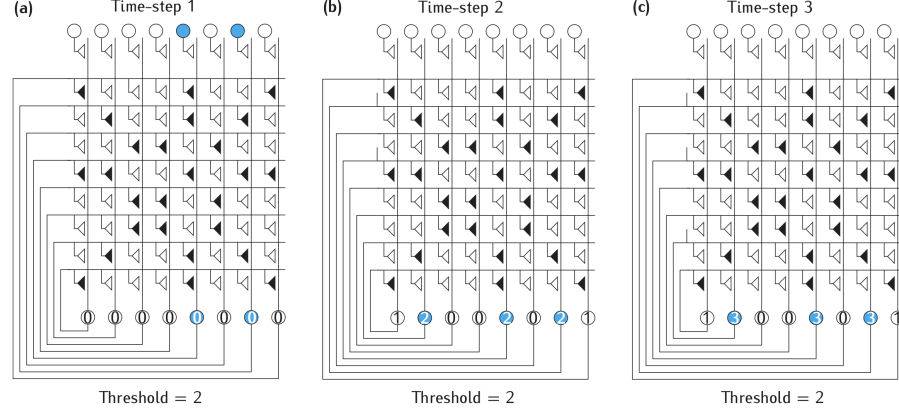 (a) Time-step 1
(b) Time-step 2
(c) Time-step 3
0 0 0 0 0 0 0 0
1 2 0 0 2 0 2 1
1 3 0 0 3 0 3 1
Threshold = 2
Threshold = 2
Threshold = 2